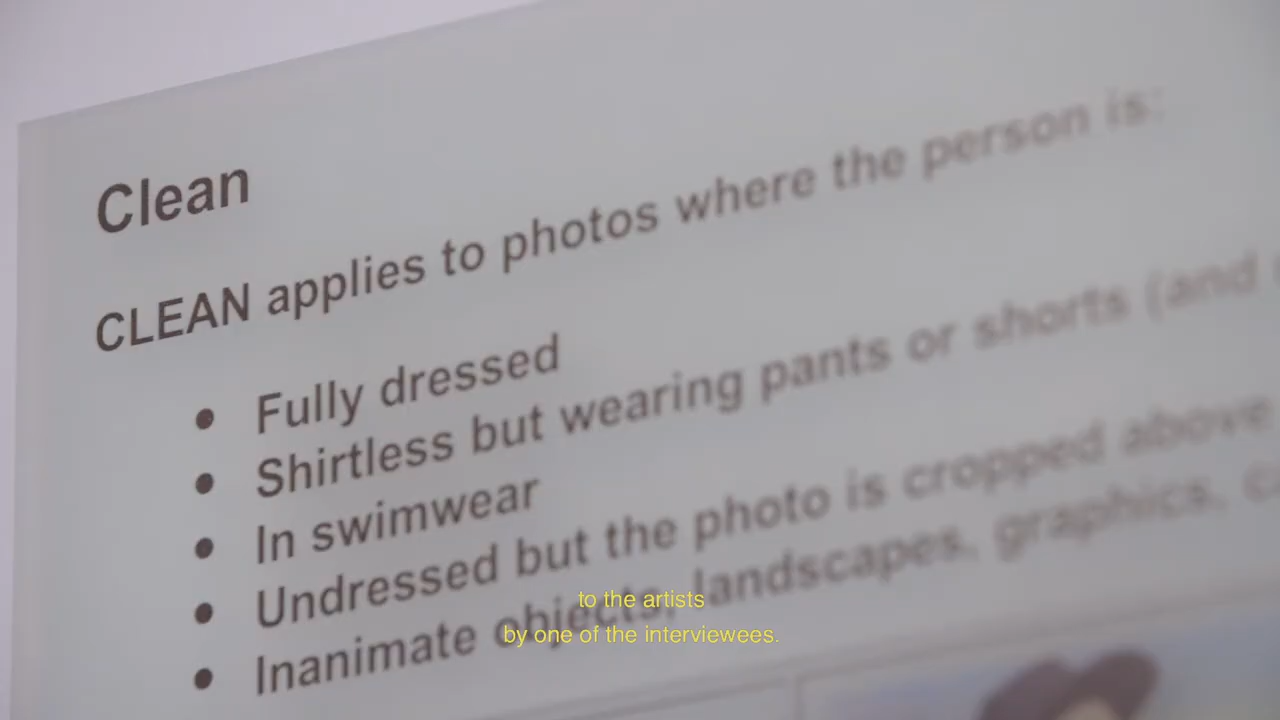 Clean
CLEAN applies to photos where the person is:
• Fully dressed
• Shirtless but wearing pants or shorts (and
• In swimwear
• Undressed but the photo is cropped above
• Inanimate objects, landscapes, graphics,
to the artists
by one of the interviewees.